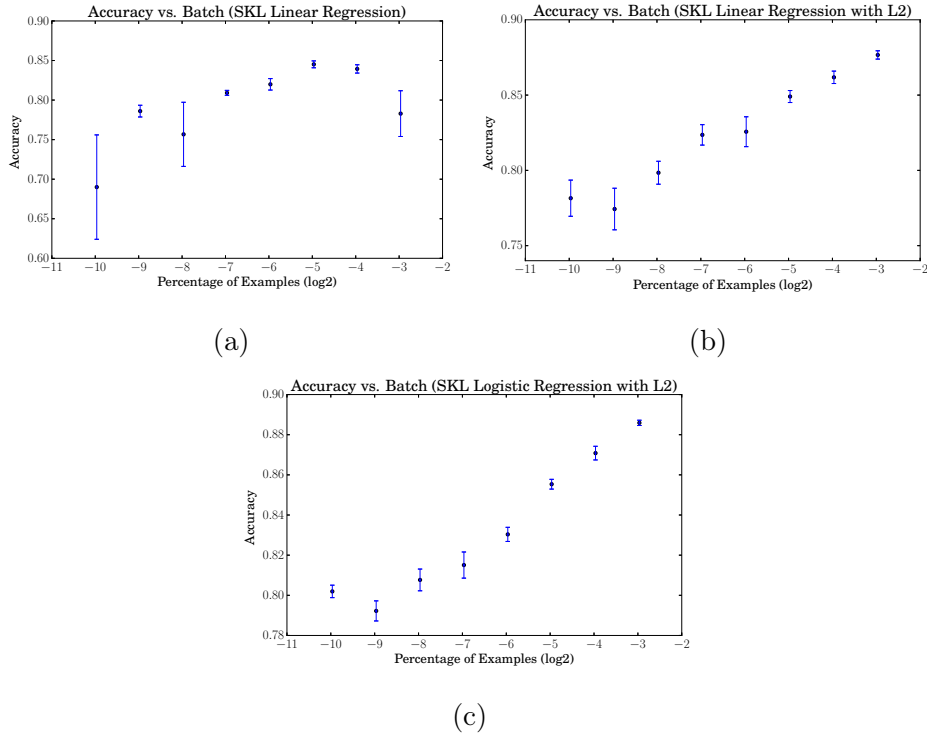 Accuracy vs. Batch (SKL Linear Regression)
0.90
0.85
0.80
0.75
0.70
0.65
0.60
Accuracy
−11 −10 −9 −8 −7 −6 −5 −4 −3 −2
Percentage of Examples (log2)
(a)
Accuracy vs. Batch (SKL Linear Regression with L2)
0.90
0.85
0.80
0.75
Accuracy
−11 −10 −9 −8 −7 −6 −5 −4 −3 −2
Percentage of Examples (log2)
(b)
Accuracy vs. Batch (SKL Logistic Regression with L2)
0.90
0.88
0.86
0.84
0.82
0.80
0.78
Accuracy
−11 −10 −9 −8 −7 −6 −5 −4 −3 −2
Percentage of Examples (log2)
(c)